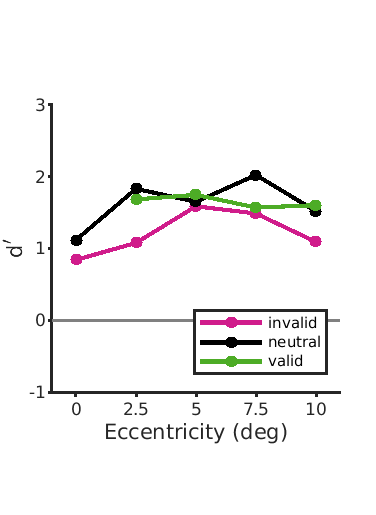 3
2
1
0
-1
d′
0 2.5 5 7.5 10
Eccentricity (deg)
invalid
neutral
valid